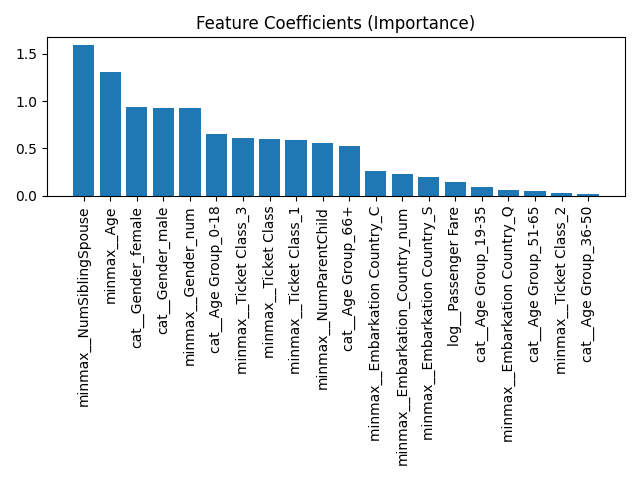 Feature Coefficients (Importance)
1.5
1.0
0.5
0.0
minmax__NumSiblingSpouse
minmax__Age
cat__Gender_female
cat__Gender_male
minmax__Gender_num
cat__Age Group_0-18
minmax__Ticket Class_3
minmax__Ticket Class
minmax__Ticket Class_1
minmax__NumParentChild
cat__Age Group_66+
minmax__Embarkation Country_C
minmax__Embarkation_Country_num
minmax__Embarkation Country_S
log__Passenger Fare
cat__Age Group_19-35
minmax__Embarkation Country_Q
cat__Age Group_51-65
minmax__Ticket Class_2
cat__Age Group_36-50